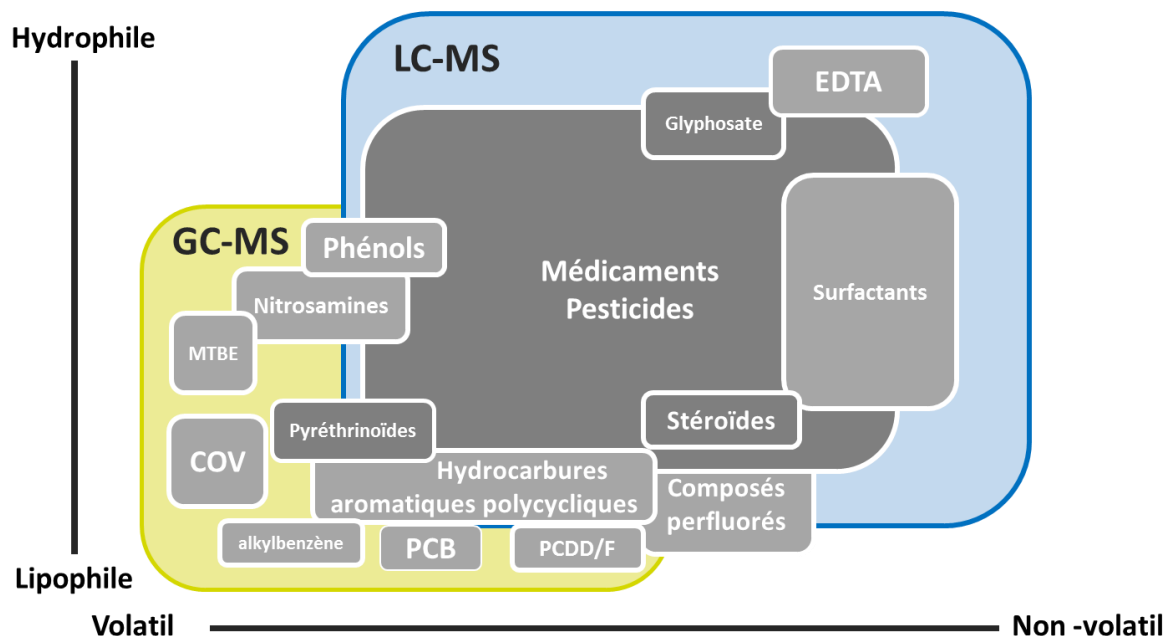 Hydrophile
LC-MS
EDTA
Glyphosate
GC-MS
Phénols
Nitrosamines
Médicaments
Pesticides
Surfactants
MTBE
Pyréthrinoïdes
Stéroïdes
COV
Hydrocarbures
aromatiques polycycliques
Composés
perfluorés
alkylbenzène
PCB
PCDD/F
Lipophile
Volatil
Non -volatil